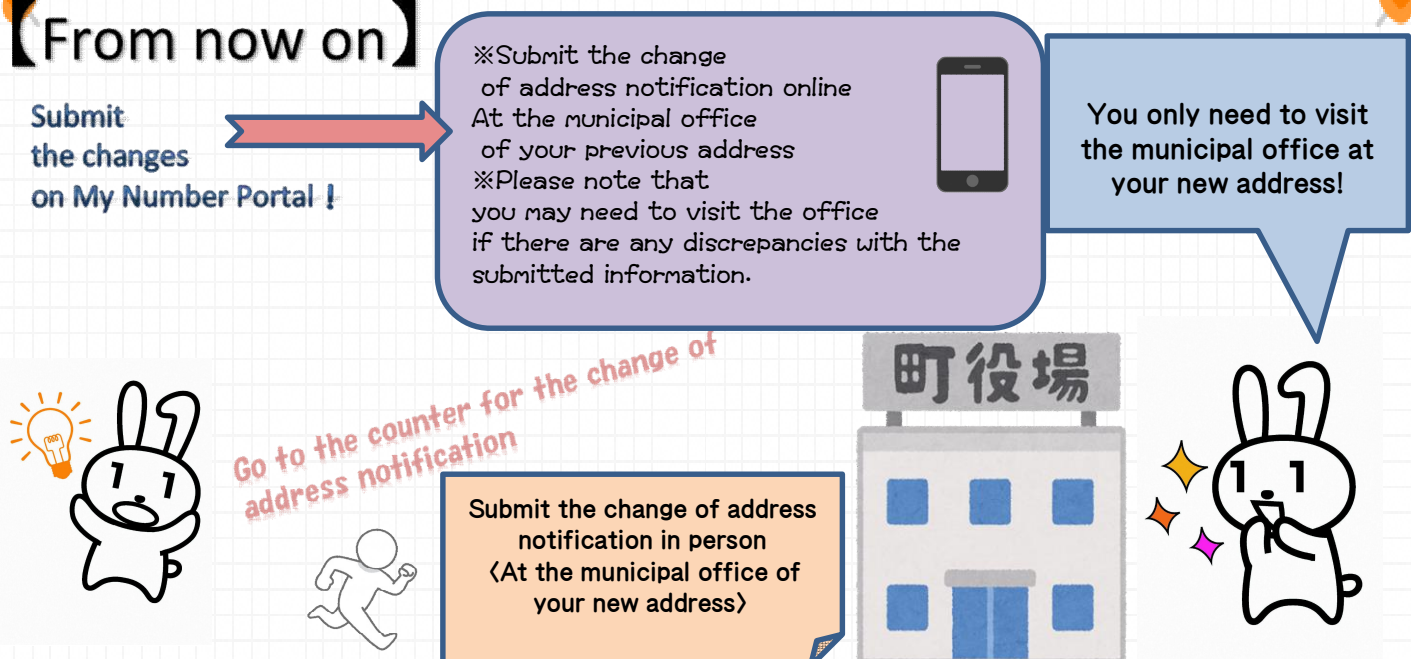 【From now on】
Submit
the changes
on My Number Portal !
※Submit the change
of address notification online
At the municipal office
of your previous address
※Please note that
you may need to visit the office
if there are any discrepancies with the
submitted information.
You only need to visit
the municipal office at
your new address!
Go to the counter for the change of
address notification
Submit the change of address
notification in person
〈At the municipal office of
your new address〉
町役場